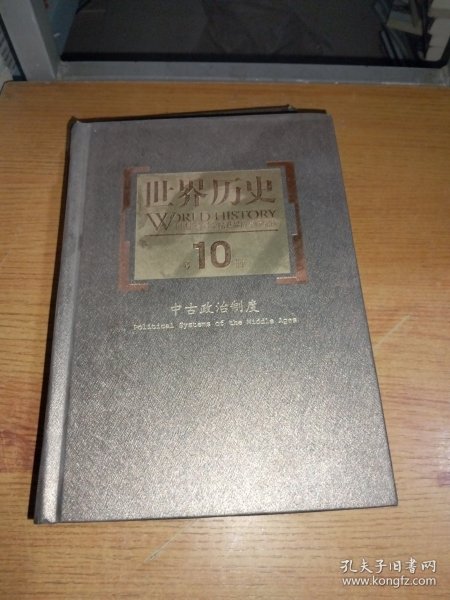 世界历史
WORLD HISTORY
第10册
中古政治制度
Political Systems of the Middle Ages
孔夫子旧书网
www.kongfz.com